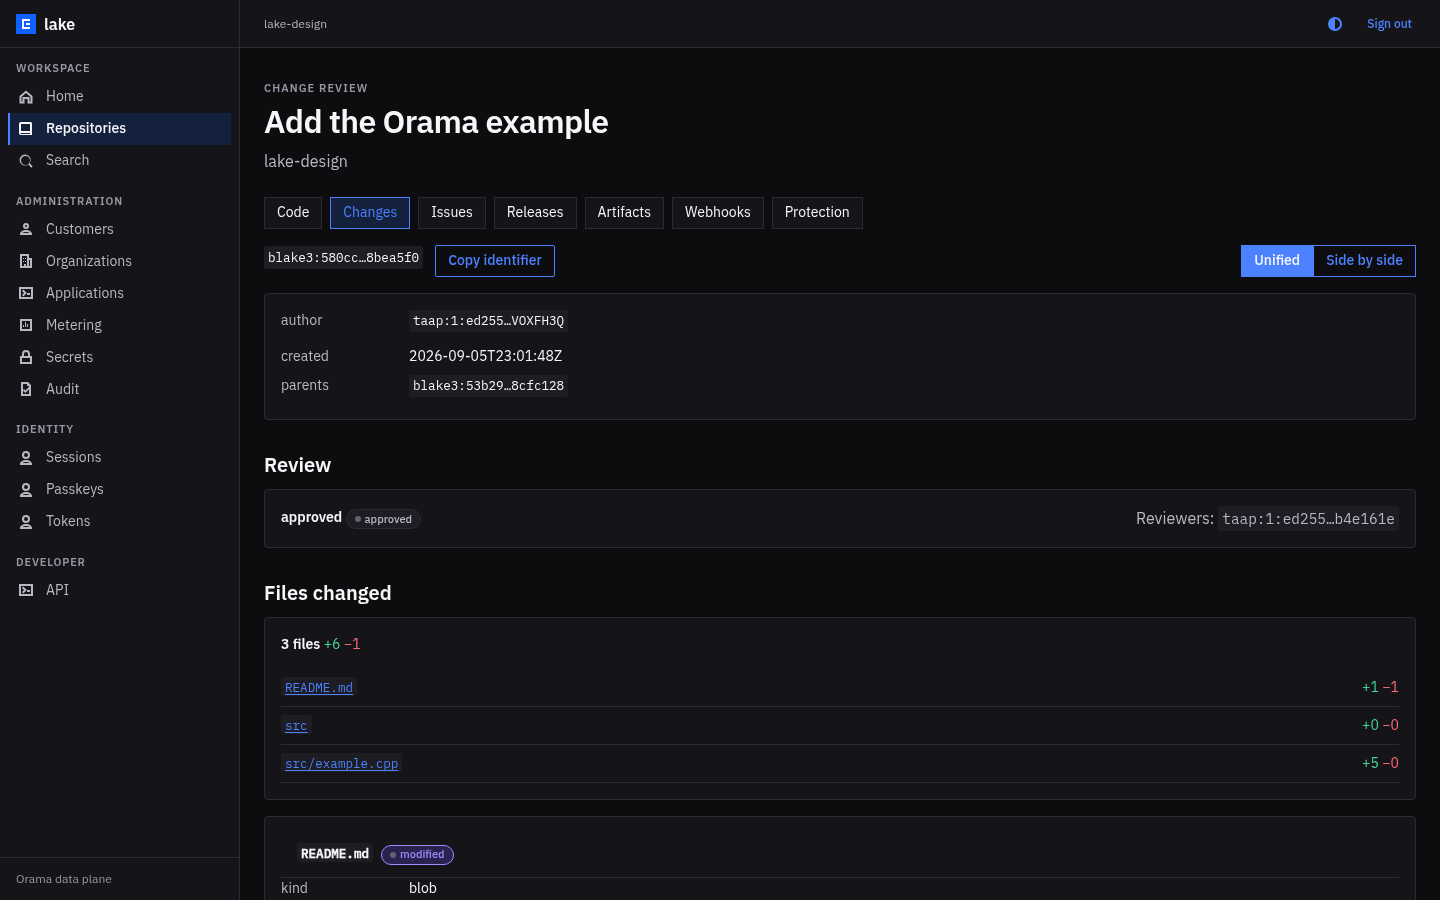 lake
lake-design
Sign out
WORKSPACE
Home
Repositories
Search
ADMINISTRATION
Customers
Organizations
Applications
Metering
Secrets
Audit
IDENTITY
Sessions
Passkeys
Tokens
DEVELOPER
API
Orama data plane
CHANGE REVIEW
Add the Orama example
lake-design
Code Changes Issues Releases Artifacts Webhooks Protection
blake3:580cc…8bea5f0 Copy identifier Unified Side by side
author taap:1:ed255…VOXFH3Q
created 2026-09-05T23:01:48Z
parents blake3:53b29…8cfc128
Review
approved approved Reviewers: taap:1:ed255…b4e161e
Files changed
3 files +6 −1
README.md +1 −1
src +0 −0
src/example.cpp +5 −0
README.md modified
kind blob